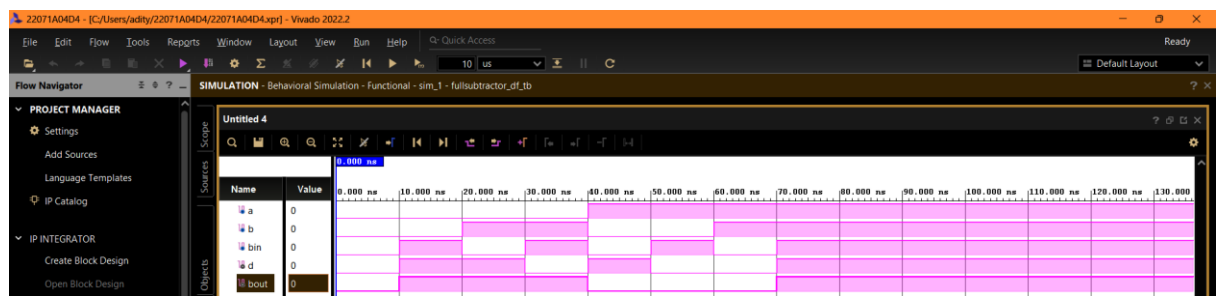 22071A04D4 - [C:/Users/adity/22071A04D4/22071A04D4.xpr] - Vivado 2022.2
File Edit Flow Tools Reports Window Layout View Run Help Q- Quick Access Ready
10 us Default Layout
Flow Navigator
SIMULATION - Behavioral Simulation - Functional - sim_1 - fullsubtractor_df_tb
PROJECT MANAGER
Settings
Add Sources
Language Templates
IP Catalog
IP INTEGRATOR
Create Block Design
Open Block Design
Scope
Sources
Objects
Untitled 4
0.000 ns
Name Value 0.000 ns 10.000 ns 20.000 ns 30.000 ns 40.000 ns 50.000 ns 60.000 ns 70.000 ns 80.000 ns 90.000 ns 100.000 ns 110.000 ns 120.000 ns 130.000
a 0
b 0
bin 0
d 0
bout 0